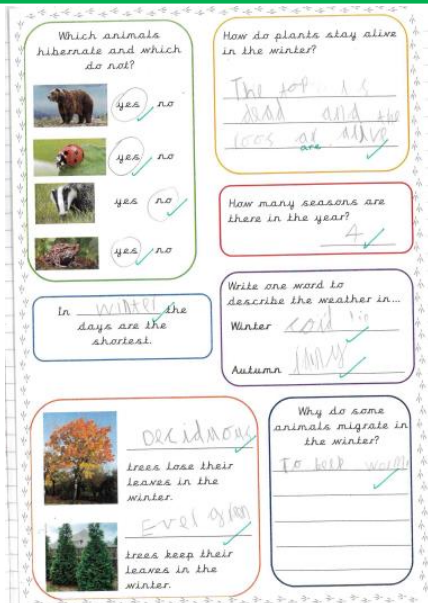 Which animals
hibernate and which
do not?
yes no
yes no
yes no
yes no
How do plants stay alive
in the winter?
The top is
dead and the
roos ar alive
are
How many seasons are
there in the year?
4
In winter the
days are the
shortest.
Write one word to
describe the weather in...
Winter cold
Autumn
Deciduous
trees lose their
leaves in the
winter.
Ever green
trees keep their
leaves in the
winter.
Why do some
animals migrate in
the winter?
To keep